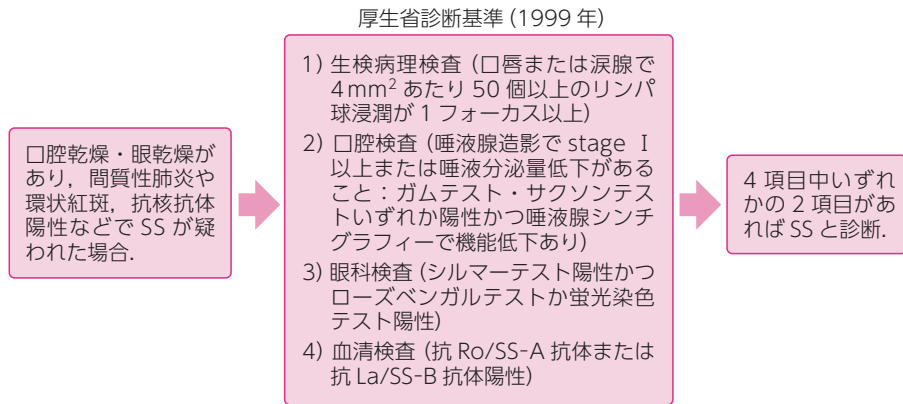 厚生省診断基準(1999 年)
口腔乾燥・眼乾燥が
あり，間質性肺炎や
環状紅斑，抗核抗体
陽性などで SS が疑
われた場合．
1) 生検病理検査(口唇または涙腺で
4mm² あたり 50 個以上のリンパ
球浸潤が 1 フォーカス以上)
2) 口腔検査(唾液腺造影で stage Ⅰ
以上または唾液分泌量低下がある
こと：ガムテスト・サクソンテス
トいずれか陽性かつ唾液腺シンチ
グラフィーで機能低下あり)
3) 眼科検査(シルマーテスト陽性かつ
ローズベンガルテストか蛍光染色
テスト陽性)
4) 血清検査(抗 Ro/SS-A 抗体または
抗 La/SS-B 抗体陽性)
4 項目中いずれ
かの 2 項目があ
れば SS と診断．